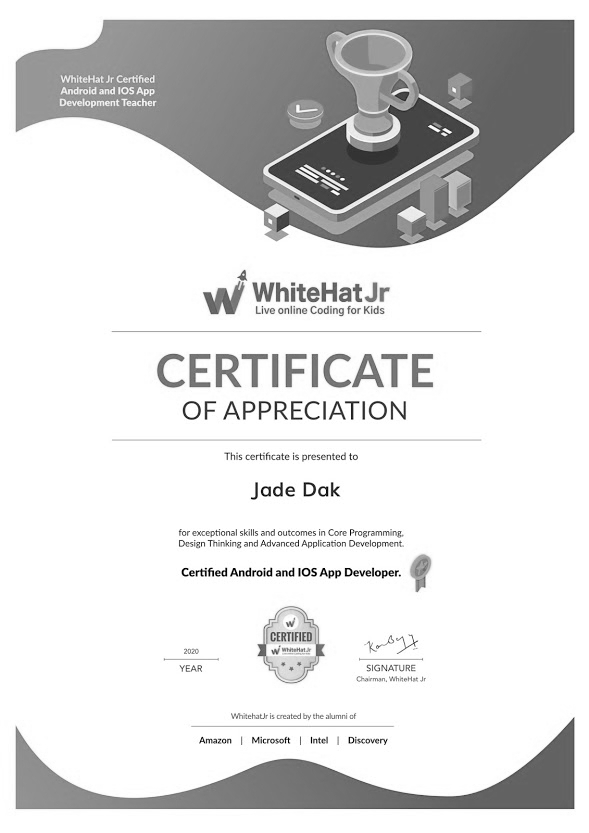 WhiteHat Jr Certified
Android and IOS App
Development Teacher
WhiteHat Jr
Live online Coding for Kids
CERTIFICATE
OF APPRECIATION
This certificate is presented to
Jade Dak
for exceptional skills and outcomes in Core Programming,
Design Thinking and Advanced Application Development.
Certified Android and IOS App Developer.
CERTIFIED
WhiteHat Jr
2020
YEAR
SIGNATURE
Chairman, WhiteHat Jr
WhitehatJr is created by the alumni of
Amazon | Microsoft | Intel | Discovery